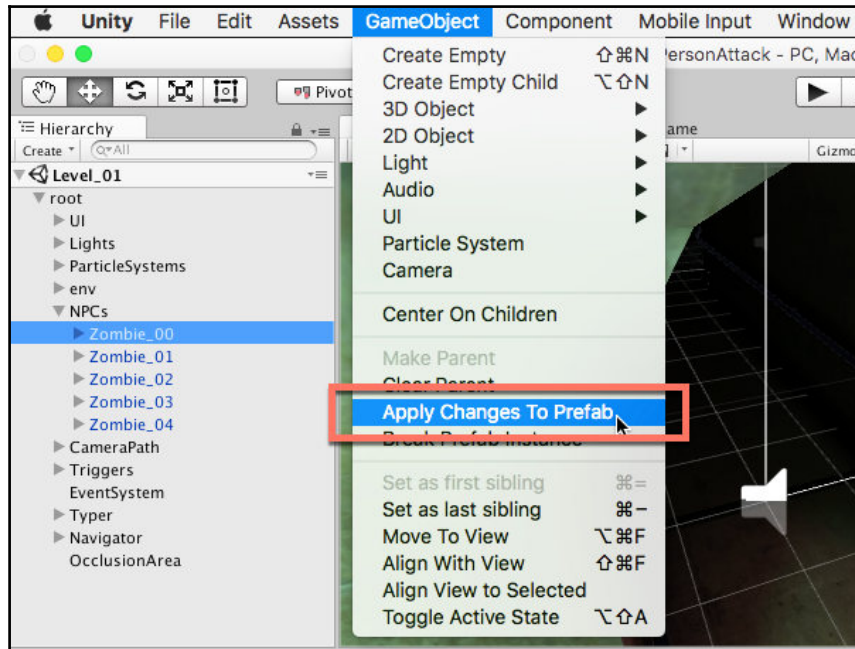 Unity File Edit Assets GameObject Component Mobile Input Window
PersonAttack - PC, Mac
Pivot
Hierarchy
Create
All
Gizmo
Level_01
root
UI
Lights
ParticleSystems
env
NPCs
Zombie_00
Zombie_01
Zombie_02
Zombie_03
Zombie_04
CameraPath
Triggers
EventSystem
Typer
Navigator
OcclusionArea
Create Empty ⇧⌘N
Create Empty Child ⌥⇧N
3D Object
2D Object
Light
Audio
UI
Particle System
Camera
Center On Children
Make Parent
Clear Parent
Apply Changes To Prefab
Break Prefab Instance
Set as first sibling ⌘=
Set as last sibling ⌘-
Move To View ⌥⌘F
Align With View ⇧⌘F
Align View to Selected
Toggle Active State ⌥⇧A